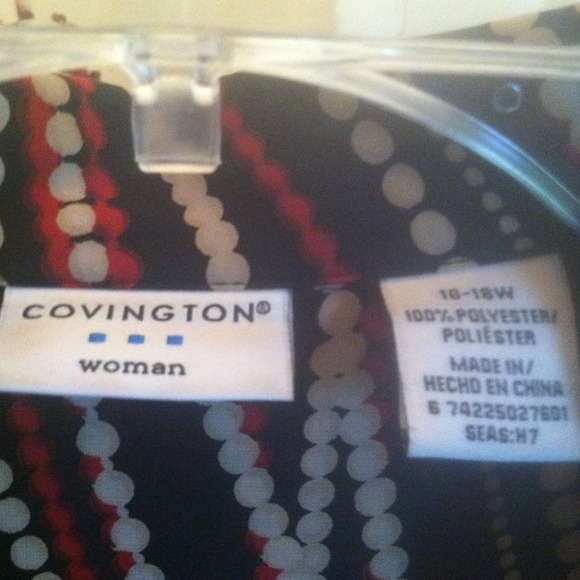 COVINGTON®
woman
16-18W
100% POLYESTER/
POLIÉSTER
MADE IN/
HECHO EN CHINA
6 74225027601
SEAS:H7